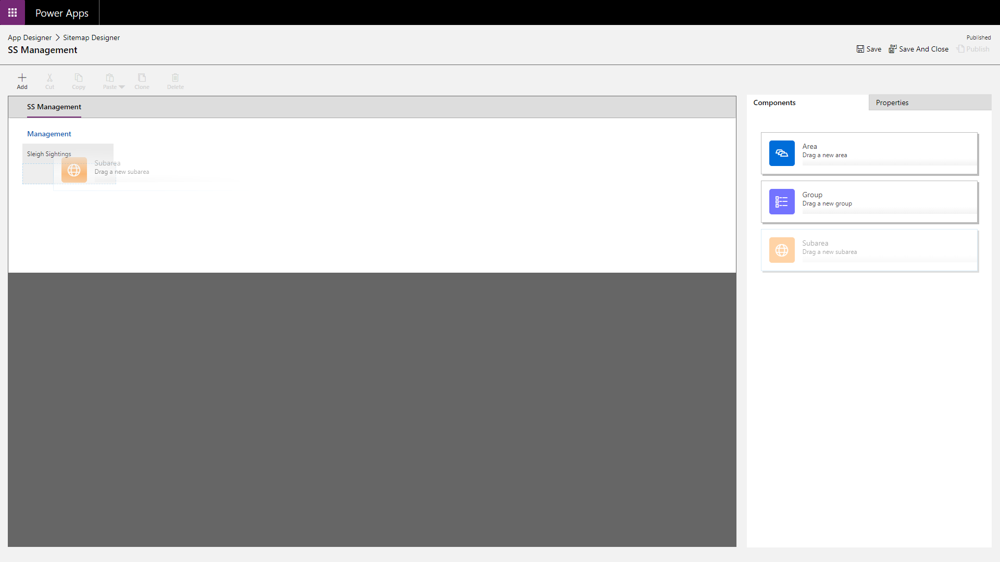 Power Apps
App Designer > Sitemap Designer
SS Management
Published
Save
Save And Close
Publish
Add
Cut
Copy
Paste
Clone
Delete
SS Management
Management
Sleigh Sightings
Subarea
Drag a new subarea
Components
Properties
Area
Drag a new area
Group
Drag a new group
Subarea
Drag a new subarea